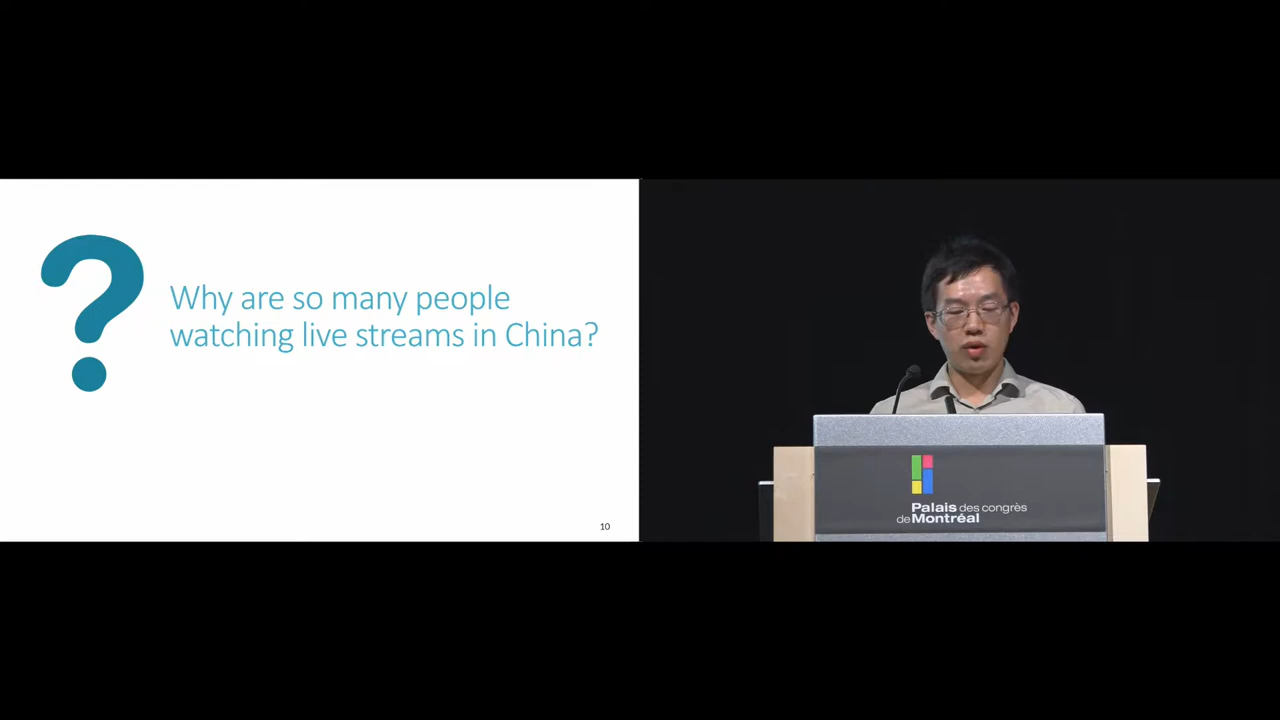 ?
Why are so many people
watching live streams in China?
10
Palais des congrès
de Montréal